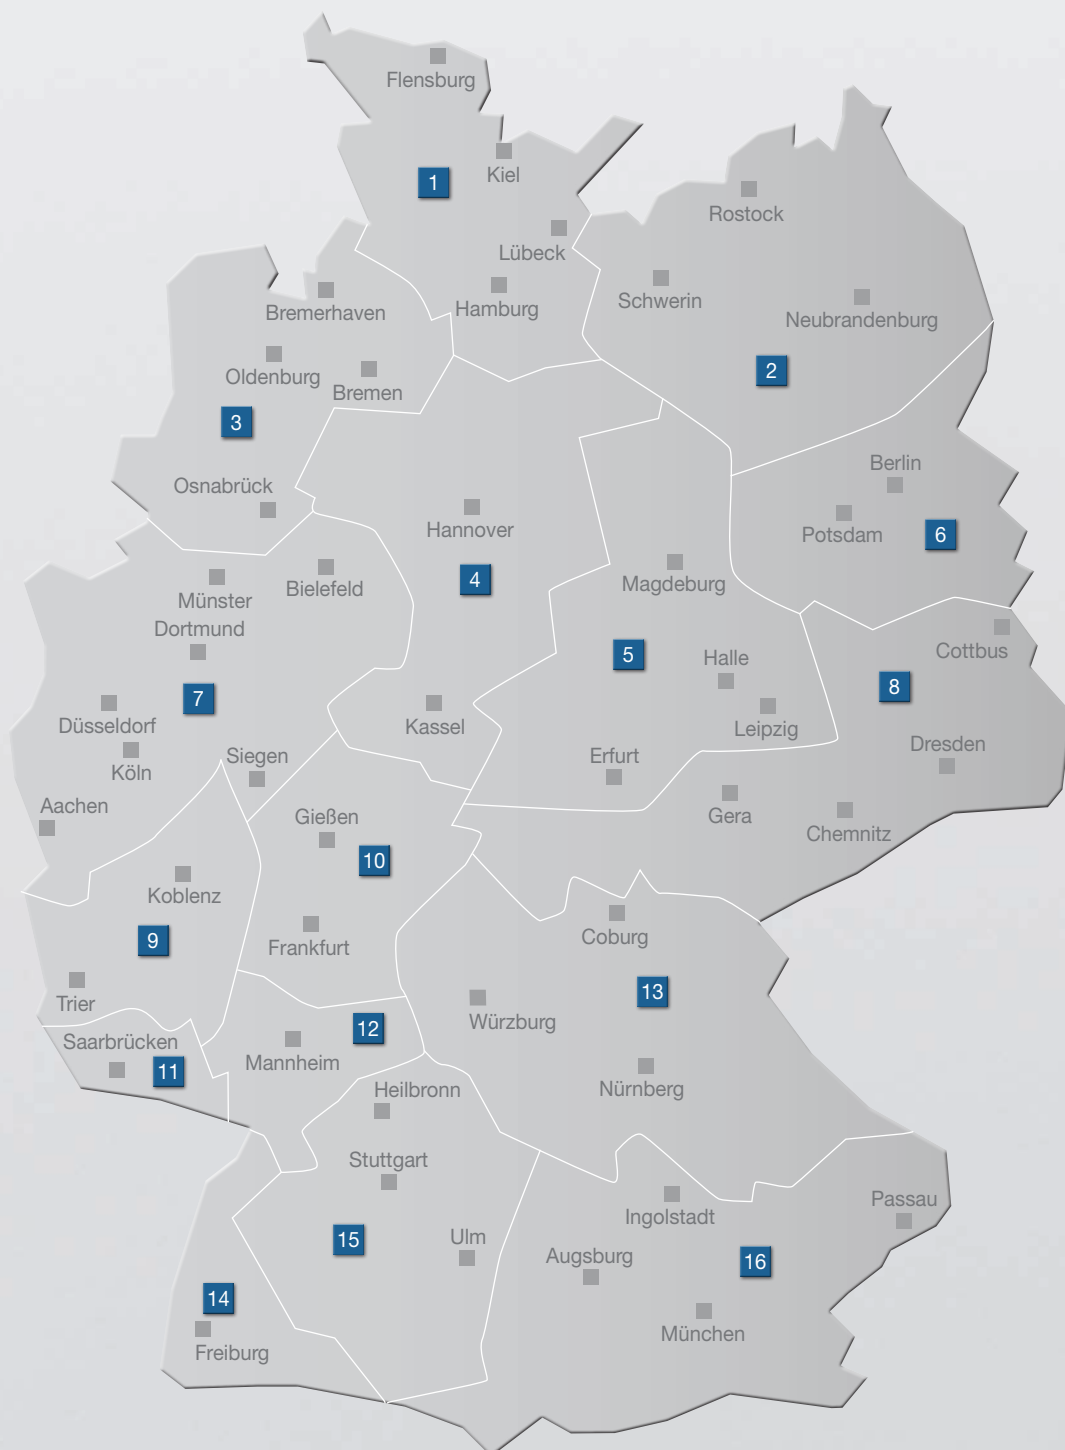 Flensburg
Kiel
1
Rostock
Lübeck
Schwerin
Hamburg
Bremerhaven
Neubrandenburg
2
Oldenburg
Bremen
3
Berlin
Osnabrück
Hannover
Potsdam
6
4
Magdeburg
Bielefeld
Münster
Dortmund
Cottbus
5
Halle
8
7
Düsseldorf
Kassel
Leipzig
Dresden
Siegen
Erfurt
Köln
Aachen
Gießen
Gera
Chemnitz
10
Koblenz
9
Frankfurt
Coburg
13
Trier
Würzburg
12
Saarbrücken
11
Mannheim
Nürnberg
Heilbronn
Stuttgart
Passau
Ingolstadt
15
Ulm
Augsburg
16
14
München
Freiburg